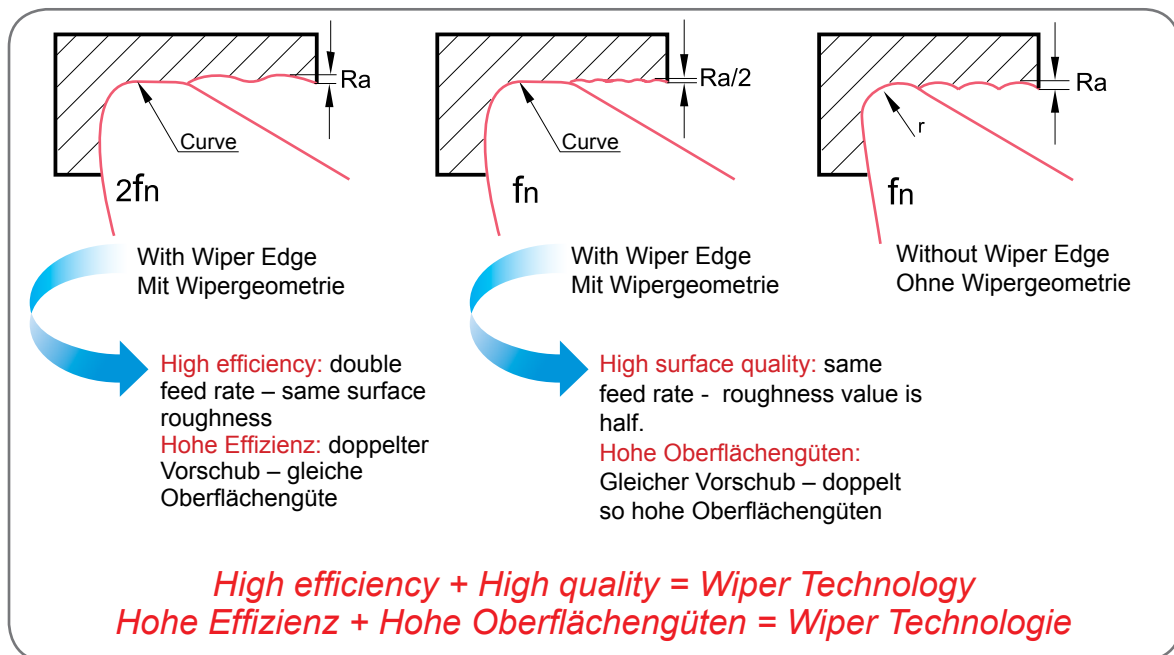 Ra
Curve
2fn
With Wiper Edge
Mit Wipergeometrie
High efficiency: double
feed rate – same surface
roughness
Hohe Effizienz: doppelter
Vorschub – gleiche
Oberflächengüte
Ra/2
Curve
fn
With Wiper Edge
Mit Wipergeometrie
High surface quality: same
feed rate - roughness value is
half.
Hohe Oberflächengüten:
Gleicher Vorschub – doppelt
so hohe Oberflächengüten
Ra
r
fn
Without Wiper Edge
Ohne Wipergeometrie
High efficiency + High quality = Wiper Technology
Hohe Effizienz + Hohe Oberflächengüten = Wiper Technologie